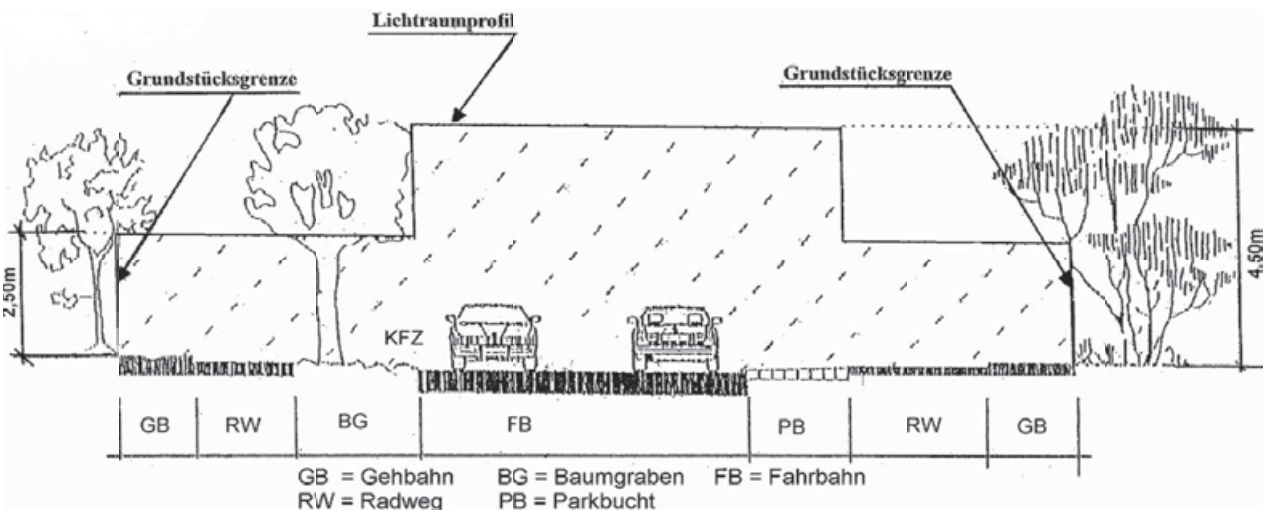 Lichtraumprofil
Grundstücksgrenze
Grundstücksgrenze
2,50m
4,50m
KFZ
GB RW BG FB PB RW GB
GB = Gehbahn BG = Baumgraben FB = Fahrbahn
RW = Radweg PB = Parkbucht